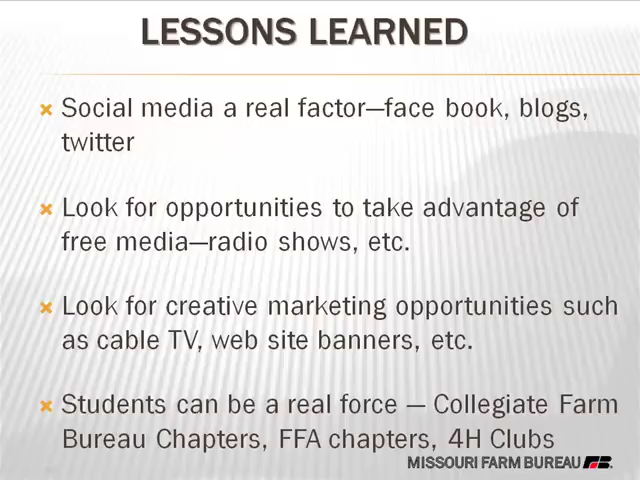 LESSONS LEARNED
Social media a real factor—face book, blogs,
twitter
Look for opportunities to take advantage of
free media—radio shows, etc.
Look for creative marketing opportunities such
as cable TV, web site banners, etc.
Students can be a real force — Collegiate Farm
Bureau Chapters, FFA chapters, 4H Clubs
MISSOURI FARM BUREAU FB